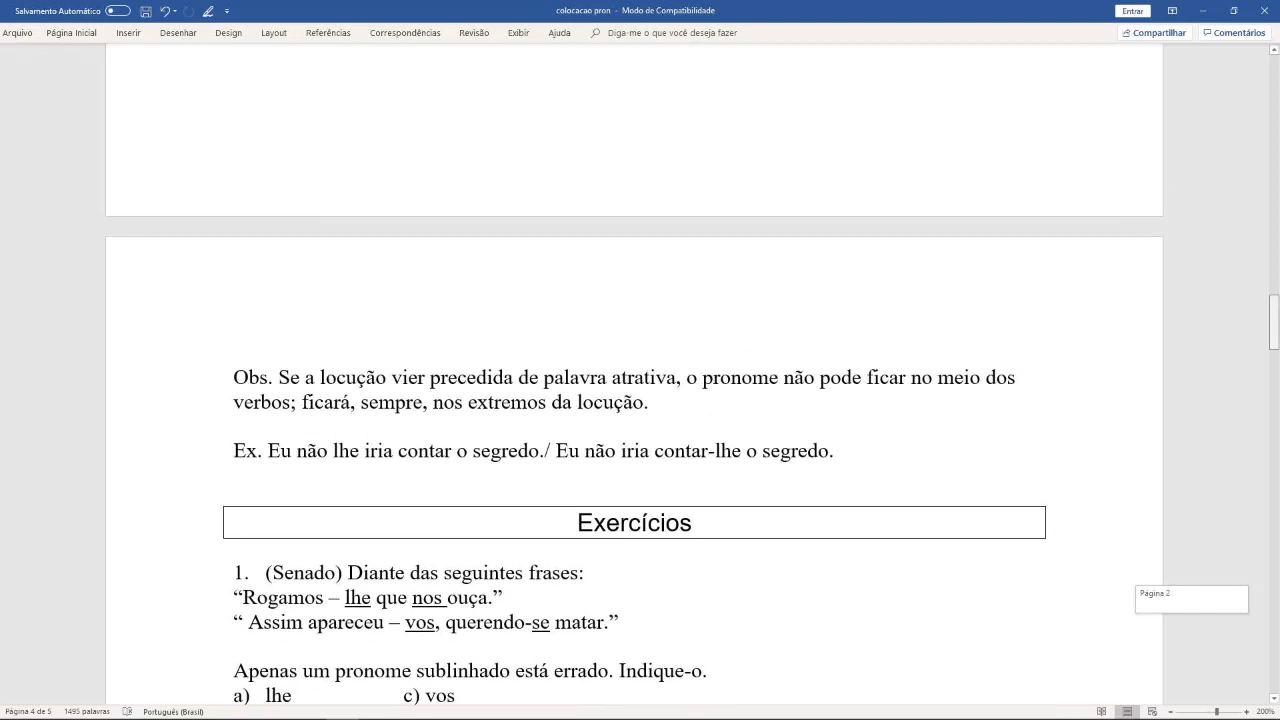 Salvamento Automático
colocacao pron - Modo de Compatibilidade
Entrar
Arquivo Página Inicial Inserir Desenhar Design Layout Referências Correspondências Revisão Exibir Ajuda Diga-me o que você deseja fazer Compartilhar Comentários
Obs. Se a locução vier precedida de palavra atrativa, o pronome não pode ficar no meio dos
verbos; ficará, sempre, nos extremos da locução.
Ex. Eu não lhe iria contar o segredo./ Eu não iria contar-lhe o segredo.
Exercícios
1. (Senado) Diante das seguintes frases:
“Rogamos – lhe que nos ouça.”
“ Assim apareceu – vos, querendo-se matar.”
Página 2
Apenas um pronome sublinhado está errado. Indique-o.
a) lhe c) vos
Página 4 de 5 1495 palavras Português (Brasil) 200%